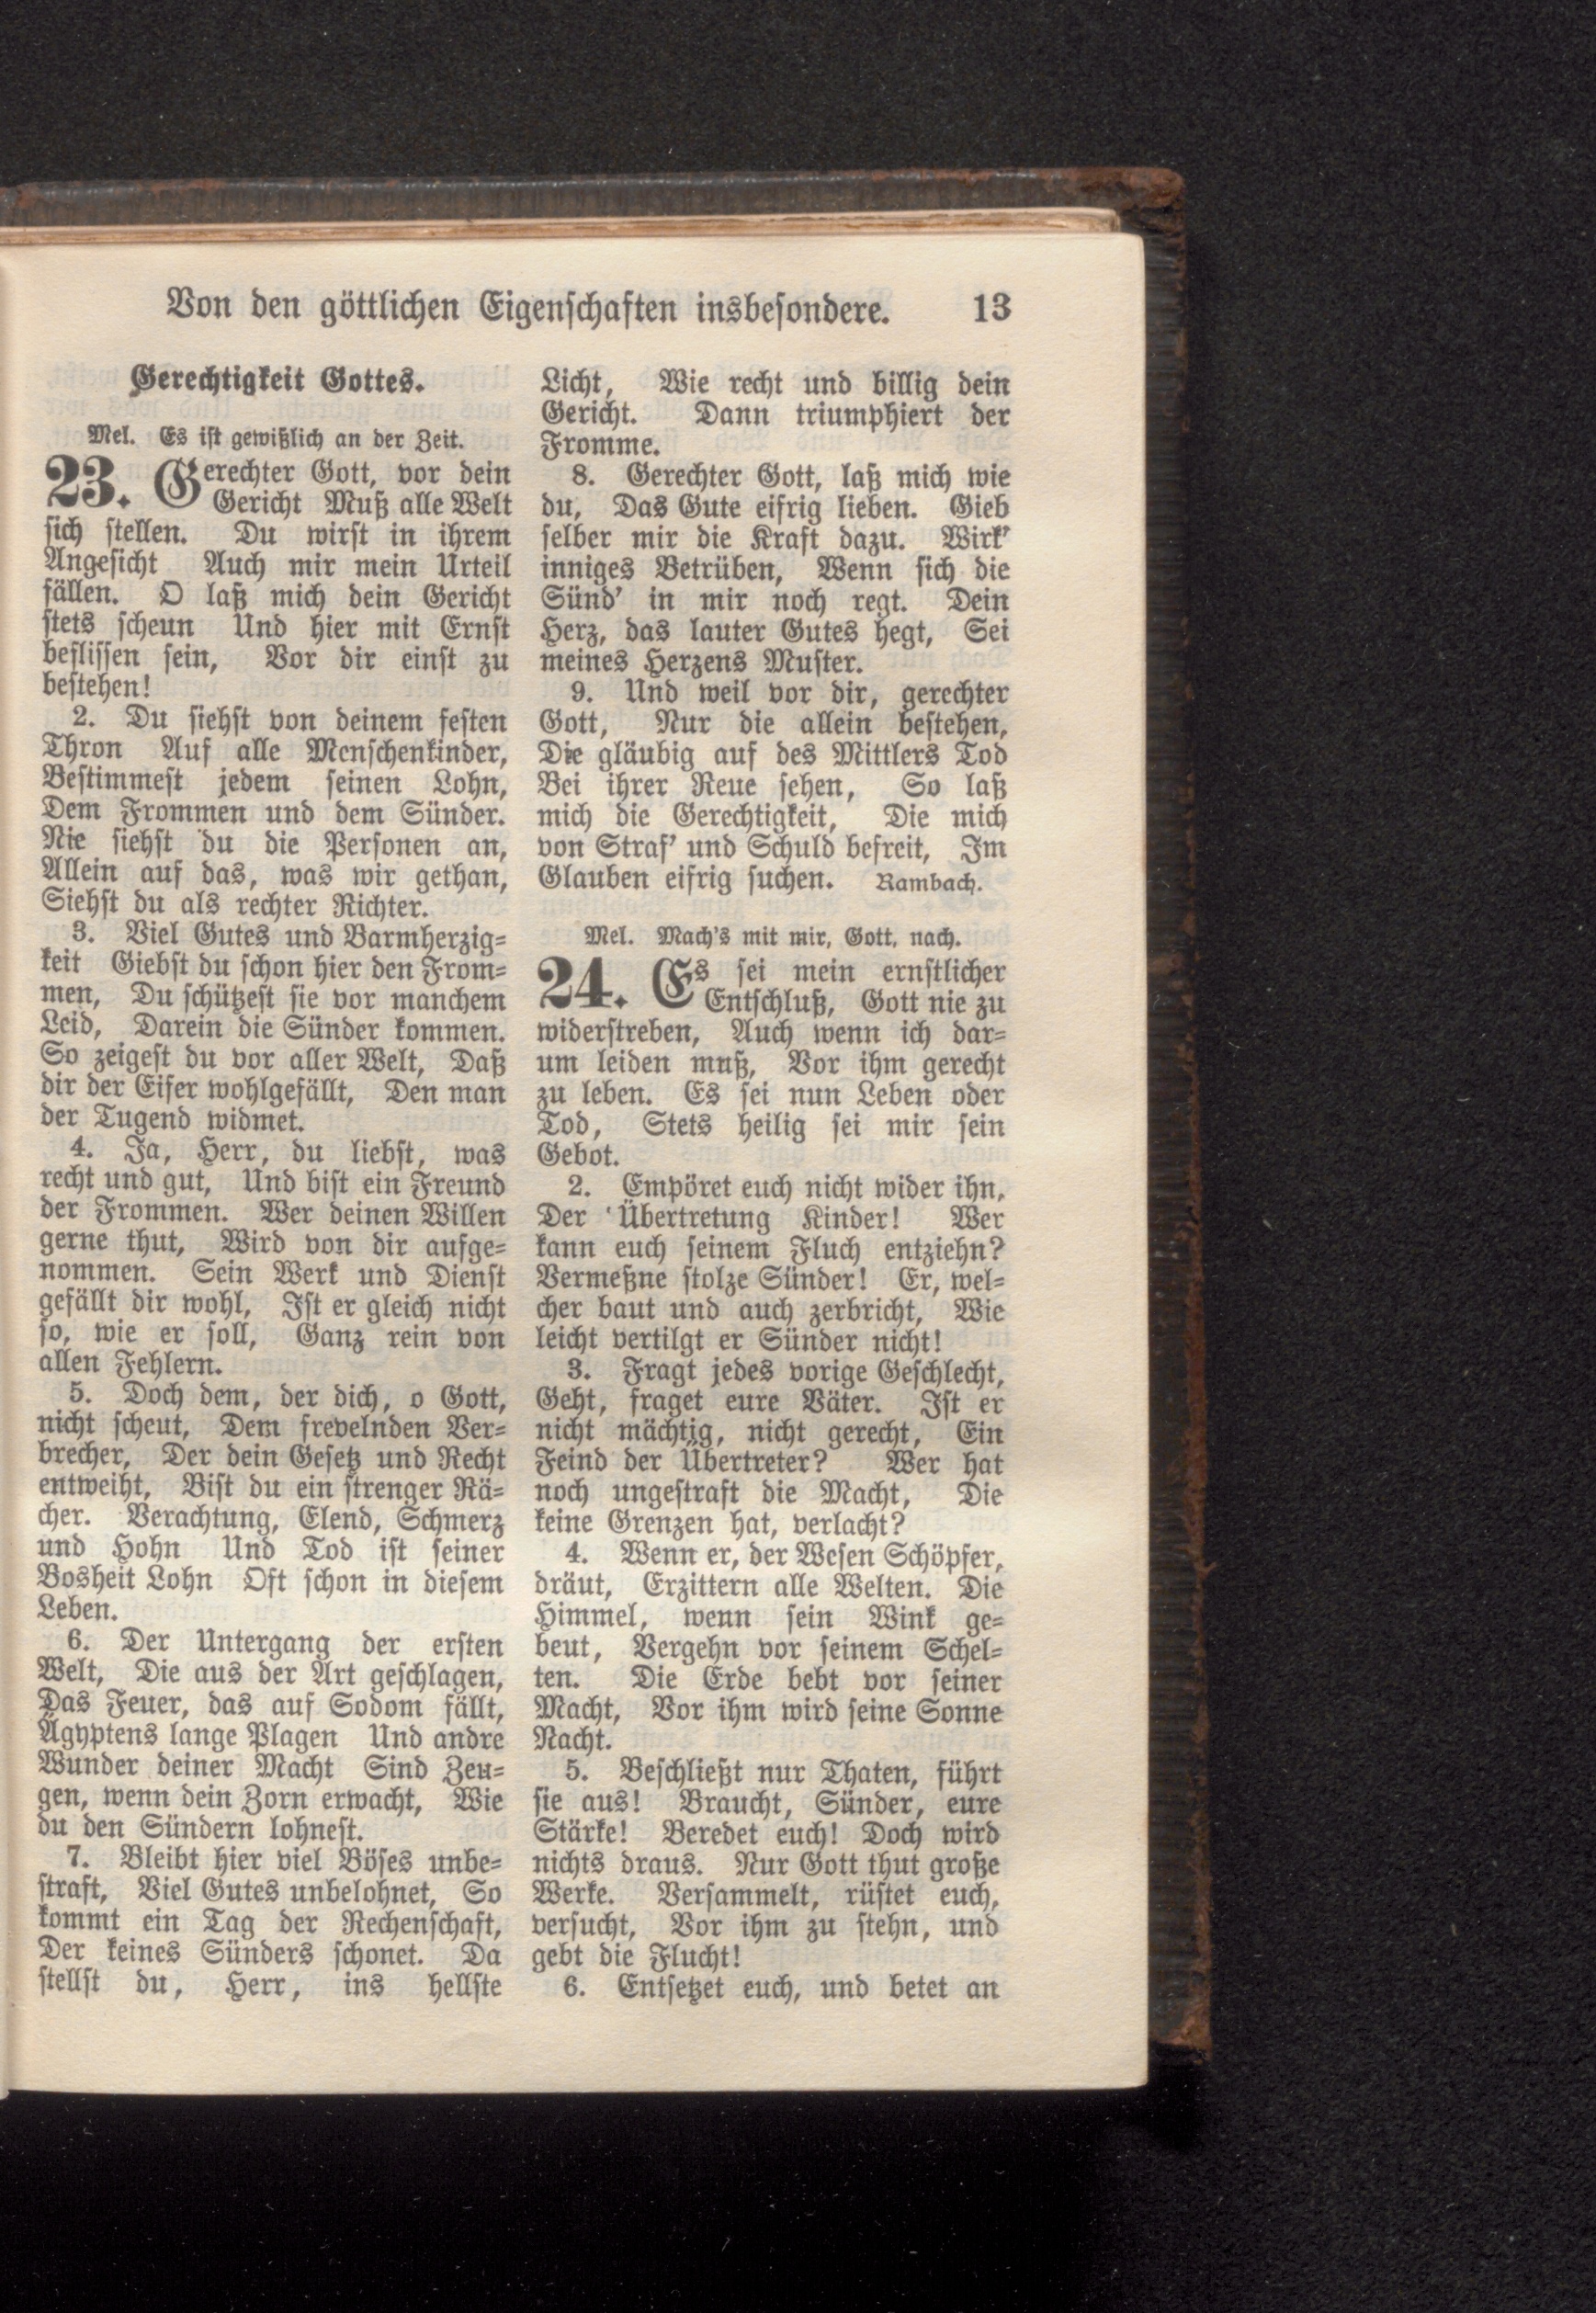 Von den göttlichen Eigenschaften insbesondere. 13
Gerechtigkeit Gottes.
Mel. Es ist gewißlich an der Zeit.
23. Gerechter Gott, vor dein
Gericht Muß alle Welt
sich stellen. Du wirst in ihrem
Angesicht Auch mir mein Urteil
fällen. O laß mich dein Gericht
stets scheun Und hier mit Ernst
beflissen sein, Vor dir einst zu
bestehen!
2. Du siehst von deinem festen
Thron Auf alle Menschenkinder,
Bestimmest jedem seinen Lohn,
Dem Frommen und dem Sünder.
Nie siehst du die Personen an,
Allein auf das, was wir gethan,
Siehst du als rechter Richter.
3. Viel Gutes und Barmherzig-
keit Giebst du schon hier den From-
men, Du schützest sie vor manchem
Leid, Darein die Sünder kommen.
So zeigest du vor aller Welt, Daß
dir der Eifer wohlgefällt, Den man
der Tugend widmet.
4. Ja, Herr, du liebst, was
recht und gut, Und bist ein Freund
der Frommen. Wer deinen Willen
gerne thut, Wird von dir aufge-
nommen. Sein Werk und Dienst
gefällt dir wohl, Ist er gleich nicht
so, wie er soll, Ganz rein von
allen Fehlern.
5. Doch dem, der dich, o Gott,
nicht scheut, Dem frevelnden Ver-
brecher, Der dein Gesetz und Recht
entweiht, Bist du ein strenger Rä-
cher. Verachtung, Elend, Schmerz
und Hohn Und Tod ist seiner
Bosheit Lohn Oft schon in diesem
Leben.
6. Der Untergang der ersten
Welt, Die aus der Art geschlagen,
Das Feuer, das auf Sodom fällt,
Ägyptens lange Plagen Und andre
Wunder deiner Macht Sind Zeu-
gen, wenn dein Zorn erwacht, Wie
du den Sündern lohnest.
7. Bleibt hier viel Böses unbe-
straft, Viel Gutes unbelohnet, So
kommt ein Tag der Rechenschaft,
Der keines Sünders schonet. Da
stellst du, Herr, ins hellste
Licht, Wie recht und billig dein
Gericht. Dann triumphiert der
Fromme.
8. Gerechter Gott, laß mich wie
du, Das Gute eifrig lieben. Gieb
selber mir die Kraft dazu. Wirk'
inniges Betrüben, Wenn sich die
Sünd' in mir noch regt. Dein
Herz, das lauter Gutes hegt, Sei
meines Herzens Muster.
9. Und weil vor dir, gerechter
Gott, Nur die allein bestehen,
Die gläubig auf des Mittlers Tod
Bei ihrer Reue sehen, So laß
mich die Gerechtigkeit, Die mich
von Straf' und Schuld befreit, Im
Glauben eifrig suchen. Rambach.
Mel. Mach's mit mir, Gott, nach.
24. Es sei mein ernstlicher
Entschluß, Gott nie zu
widerstreben, Auch wenn ich dar-
um leiden muß, Vor ihm gerecht
zu leben. Es sei nun Leben oder
Tod, Stets heilig sei mir sein
Gebot.
2. Empöret euch nicht wider ihn,
Der Übertretung Kinder! Wer
kann euch seinem Fluch entziehn?
Vermeßne stolze Sünder! Er, wel-
cher baut und auch zerbricht, Wie
leicht vertilgt er Sünder nicht!
3. Fragt jedes vorige Geschlecht,
Geht, fraget eure Väter. Ist er
nicht mächtig, nicht gerecht, Ein
Feind der Übertreter? Wer hat
noch ungestraft die Macht, Die
keine Grenzen hat, verlacht?
4. Wenn er, der Wesen Schöpfer,
dräut, Erzittern alle Welten. Die
Himmel, wenn sein Wink ge-
beut, Vergehn vor seinem Schel-
ten. Die Erde bebt vor seiner
Macht, Vor ihm wird seine Sonne
Nacht.
5. Beschließt nur Thaten, führt
sie aus! Braucht, Sünder, eure
Stärke! Beredet euch! Doch wird
nichts draus. Nur Gott thut große
Werke. Versammelt, rüstet euch,
versucht, Vor ihm zu stehn, und
gebt die Flucht!
6. Entsetzet euch, und betet an